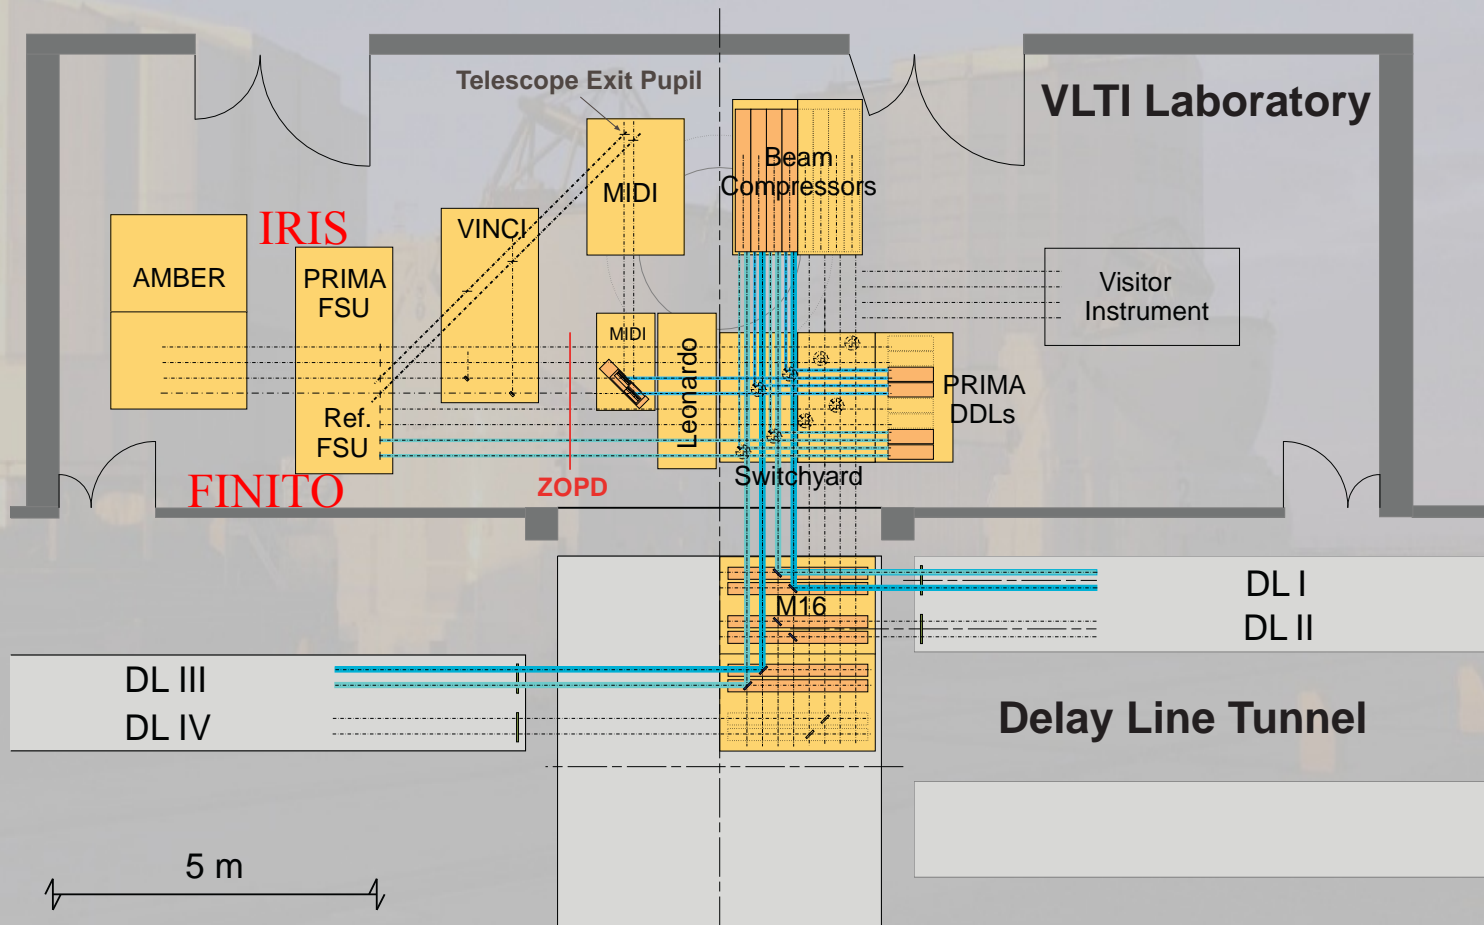 Telescope Exit Pupil
VLTI Laboratory
Beam
Compressors
MIDI
IRIS
VINCI
AMBER
PRIMA
FSU
Visitor
Instrument
MIDI
Leonardo
PRIMA
DDLs
Ref.
FSU
Switchyard
FINITO
ZOPD
DL I
M16
DL II
DL III
DL IV
Delay Line Tunnel
5 m